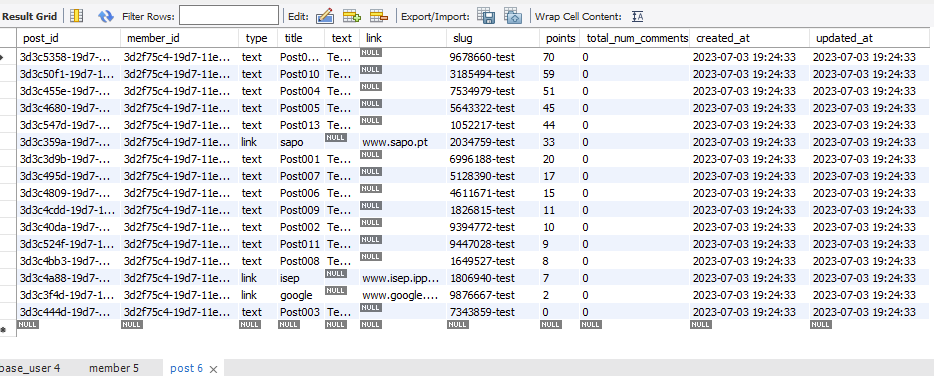 Result Grid Filter Rows: Edit: Export/Import: Wrap Cell Content:
post_id member_id type title text link slug points total_num_comments created_at updated_at
3d3c5358-19d7-... 3d2f75c4-19d7-11e... text Post0... Te... NULL 9678660-test 70 0 2023-07-03 19:24:33 2023-07-03 19:24:33
3d3c50f1-19d7-1... 3d2f75c4-19d7-11e... text Post010 Te... NULL 3185494-test 59 0 2023-07-03 19:24:33 2023-07-03 19:24:33
3d3c455e-19d7-... 3d2f75c4-19d7-11e... text Post004 Te... NULL 7534979-test 51 0 2023-07-03 19:24:33 2023-07-03 19:24:33
3d3c4680-19d7-... 3d2f75c4-19d7-11e... text Post005 Te... NULL 5643322-test 45 0 2023-07-03 19:24:33 2023-07-03 19:24:33
3d3c547d-19d7-... 3d2f75c4-19d7-11e... text Post013 Te... NULL 1052217-test 44 0 2023-07-03 19:24:33 2023-07-03 19:24:33
3d3c359a-19d7-... 3d2f75c4-19d7-11e... link sapo NULL www.sapo.pt 2034759-test 33 0 2023-07-03 19:24:33 2023-07-03 19:24:33
3d3c3d9b-19d7-... 3d2f75c4-19d7-11e... text Post001 Te... NULL 6996188-test 20 0 2023-07-03 19:24:33 2023-07-03 19:24:33
3d3c495d-19d7-... 3d2f75c4-19d7-11e... text Post007 Te... NULL 5128390-test 17 0 2023-07-03 19:24:33 2023-07-03 19:24:33
3d3c4809-19d7-... 3d2f75c4-19d7-11e... text Post006 Te... NULL 4611671-test 15 0 2023-07-03 19:24:33 2023-07-03 19:24:33
3d3c4cdd-19d7-1... 3d2f75c4-19d7-11e... text Post009 Te... NULL 1826815-test 11 0 2023-07-03 19:24:33 2023-07-03 19:24:33
3d3c40da-19d7-... 3d2f75c4-19d7-11e... text Post002 Te... NULL 9394772-test 10 0 2023-07-03 19:24:33 2023-07-03 19:24:33
3d3c524f-19d7-... 3d2f75c4-19d7-11e... text Post011 Te... NULL 9447028-test 9 0 2023-07-03 19:24:33 2023-07-03 19:24:33
3d3c4bb3-19d7-... 3d2f75c4-19d7-11e... text Post008 Te... NULL 1649527-test 8 0 2023-07-03 19:24:33 2023-07-03 19:24:33
3d3c4a88-19d7-... 3d2f75c4-19d7-11e... link isep NULL www.isep.ipp... 1806940-test 7 0 2023-07-03 19:24:33 2023-07-03 19:24:33
3d3c3f4d-19d7-1... 3d2f75c4-19d7-11e... link google NULL www.google.... 9876667-test 2 0 2023-07-03 19:24:33 2023-07-03 19:24:33
3d3c444d-19d7-... 3d2f75c4-19d7-11e... text Post003 Te... NULL 7343859-test 0 0 2023-07-03 19:24:33 2023-07-03 19:24:33
NULL NULL NULL NULL NULL NULL NULL NULL NULL NULL NULL
base_user 4 member 5 post 6